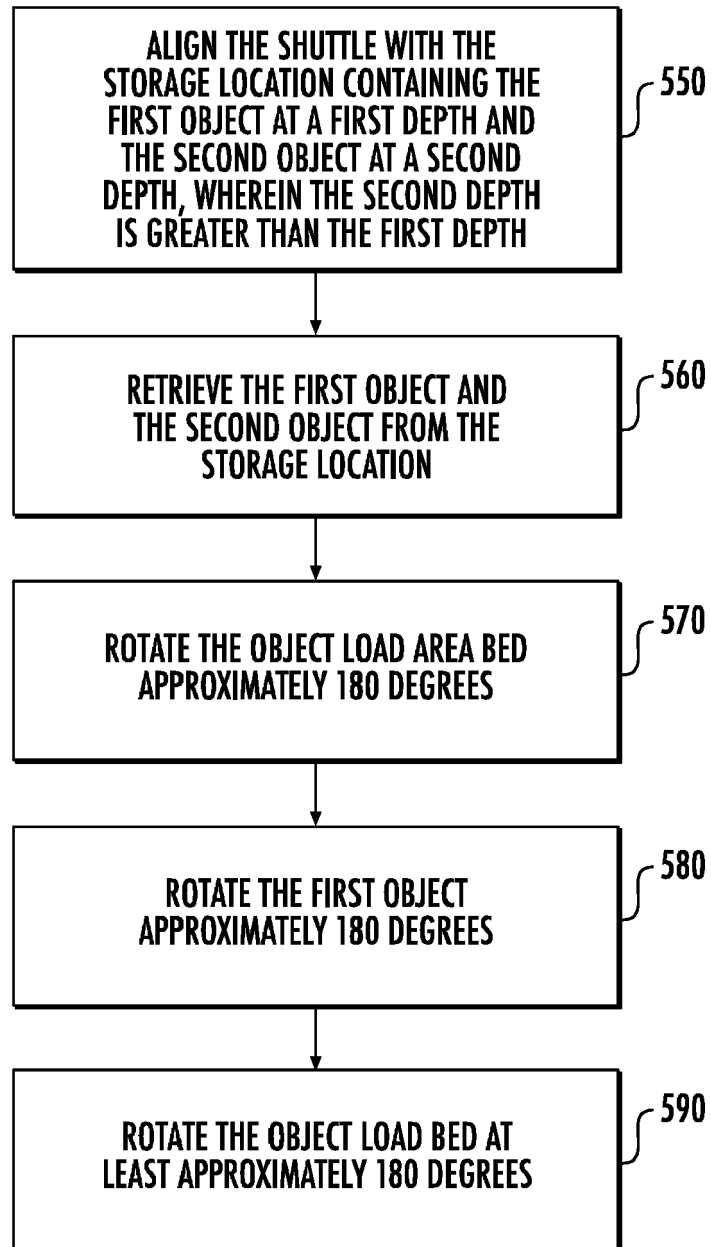 ALIGN THE SHUTTLE WITH THE
STORAGE LOCATION CONTAINING THE
FIRST OBJECT AT A FIRST DEPTH AND
THE SECOND OBJECT AT A SECOND
DEPTH, WHEREIN THE SECOND DEPTH
IS GREATER THAN THE FIRST DEPTH
550
RETRIEVE THE FIRST OBJECT AND
THE SECOND OBJECT FROM THE
STORAGE LOCATION
560
ROTATE THE OBJECT LOAD AREA BED
APPROXIMATELY 180 DEGREES
570
ROTATE THE FIRST OBJECT
APPROXIMATELY 180 DEGREES
580
ROTATE THE OBJECT LOAD BED AT
LEAST APPROXIMATELY 180 DEGREES
590